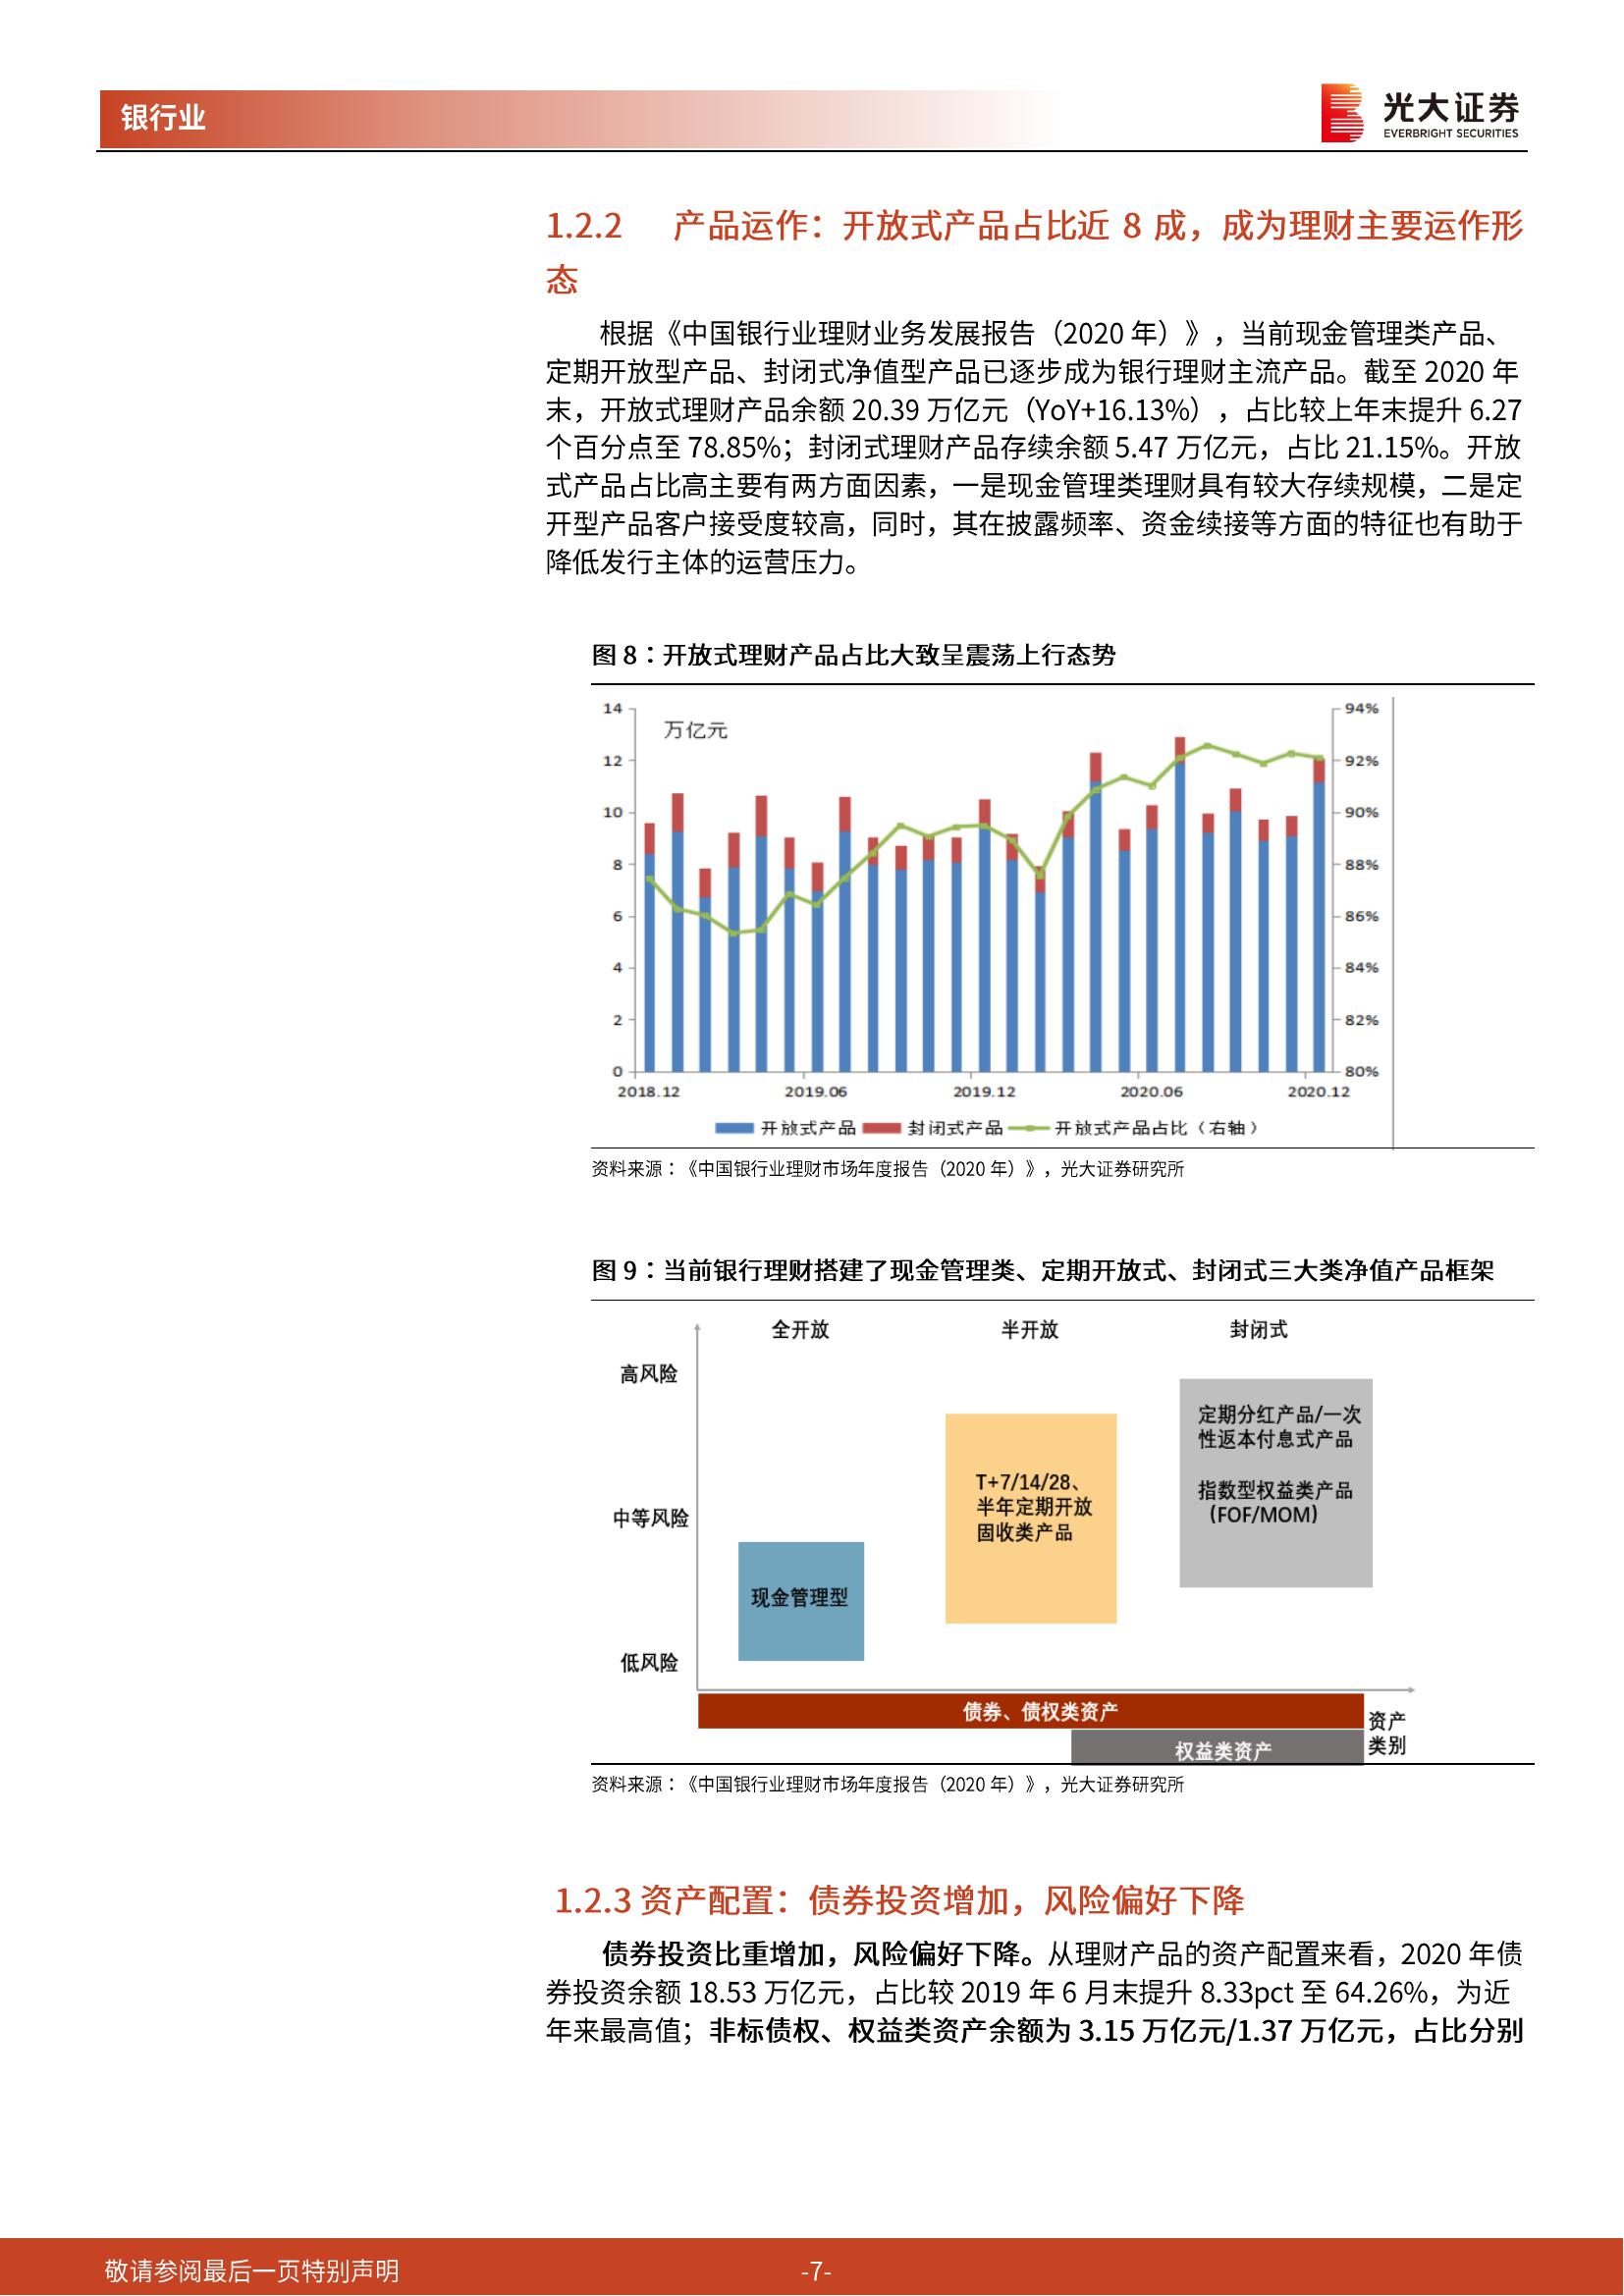 银行业
光大证券
EVERBRIGHT SECURITIES
1.2.2 产品运作：开放式产品占比近 8 成，成为理财主要运作形
态
根据《中国银行业理财业务发展报告（2020 年）》，当前现金管理类产品、
定期开放型产品、封闭式净值型产品已逐步成为银行理财主流产品。截至 2020 年
末，开放式理财产品余额 20.39 万亿元（YoY+16.13%），占比较上年末提升 6.27
个百分点至 78.85%；封闭式理财产品存续余额 5.47 万亿元，占比 21.15%。开放
式产品占比高主要有两方面因素，一是现金管理类理财具有较大存续规模，二是定
开型产品客户接受度较高，同时，其在披露频率、资金续接等方面的特征也有助于
降低发行主体的运营压力。
图 8：开放式理财产品占比大致呈震荡上行态势
万亿元
14 94%
12 92%
10 90%
8 88%
6 86%
4 84%
2 82%
0 80%
2018.12 2019.06 2019.12 2020.06 2020.12
开放式产品 封闭式产品 开放式产品占比（右轴）
资料来源：《中国银行业理财市场年度报告（2020 年）》，光大证券研究所
图 9：当前银行理财搭建了现金管理类、定期开放式、封闭式三大类净值产品框架
全开放 半开放 封闭式
高风险
定期分红产品/一次
性返本付息式产品
指数型权益类产品
（FOF/MOM）
T+7/14/28、
半年定期开放
固收类产品
中等风险
现金管理型
低风险
债券、债权类资产
权益类资产
资产
类别
资料来源：《中国银行业理财市场年度报告（2020 年）》，光大证券研究所
1.2.3 资产配置：债券投资增加，风险偏好下降
债券投资比重增加，风险偏好下降。从理财产品的资产配置来看，2020 年债
券投资余额 18.53 万亿元，占比较 2019 年 6 月末提升 8.33pct 至 64.26%，为近
年来最高值；非标债权、权益类资产余额为 3.15 万亿元/1.37 万亿元，占比分别
敬请参阅最后一页特别声明
-7-